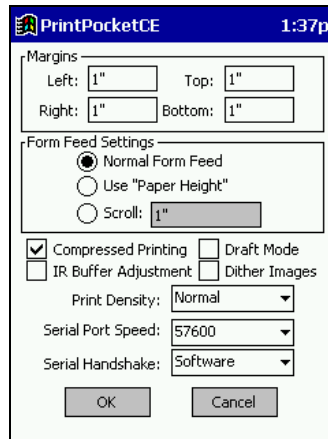 PrintPocketCE 1:37p
Margins
Left: 1" Top: 1"
Right: 1" Bottom: 1"
Form Feed Settings
Normal Form Feed
Use "Paper Height"
Scroll: 1"
Compressed Printing Draft Mode
IR Buffer Adjustment Dither Images
Print Density: Normal
Serial Port Speed: 57600
Serial Handshake: Software
OK Cancel